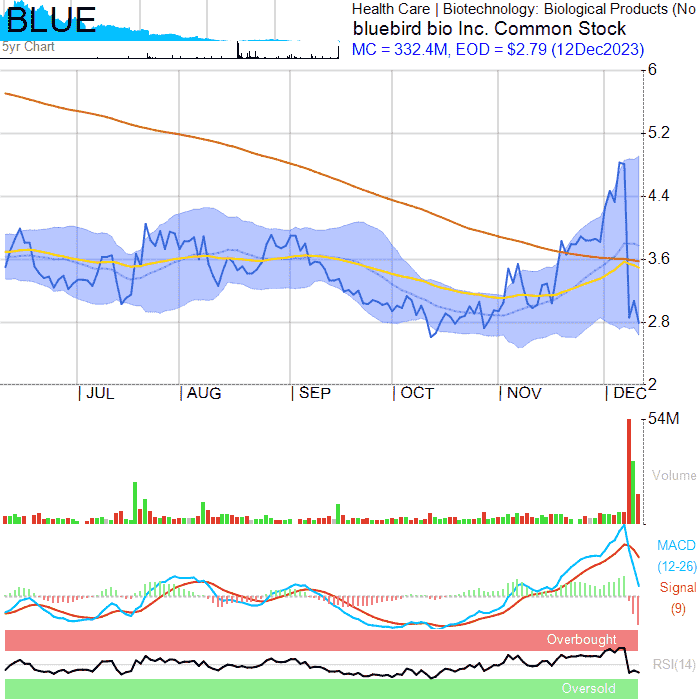 BLUE
5yr Chart
Health Care | Biotechnology: Biological Products (No
bluebird bio Inc. Common Stock
MC = 332.4M, EOD = $2.79 (12Dec2023)
6
5.2
4.4
3.6
2.8
2
| JUL | AUG | SEP | OCT | NOV | DEC
54M
Volume
MACD
(12-26)
Signal
(9)
Overbought
RSI(14)
Oversold